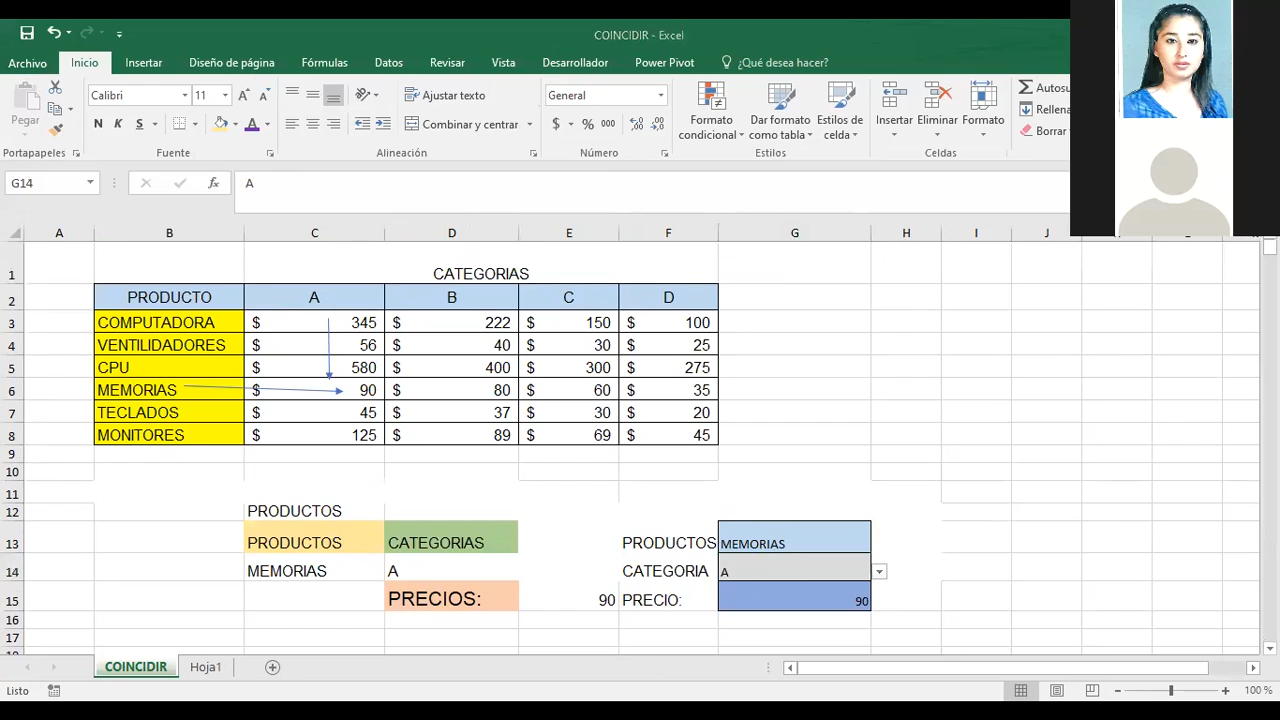 COINCIDIR - Excel
Archivo Inicio Insertar Diseño de página Fórmulas Datos Revisar Vista Desarrollador Power Pivot ¿Qué desea hacer?
Pegar
Calibri 11 A A
N K S A
Ajustar texto
Combinar y centrar
General
$ % 000
Formato condicional
Dar formato como tabla
Estilos de celda
Insertar Eliminar Formato
Autosu
Rellena
Borrar
Portapapeles Fuente Alineación Número Estilos Celdas
G14 fx A
A B C D E F G H I J
1 CATEGORIAS
2 PRODUCTO A B C D
3 COMPUTADORA $ 345 $ 222 $ 150 $ 100
4 VENTILIDADORES $ 56 $ 40 $ 30 $ 25
5 CPU $ 580 $ 400 $ 300 $ 275
6 MEMORIAS $ 90 $ 80 $ 60 $ 35
7 TECLADOS $ 45 $ 37 $ 30 $ 20
8 MONITORES $ 125 $ 89 $ 69 $ 45
9
10
11
12 PRODUCTOS
13 PRODUCTOS CATEGORIAS PRODUCTOS MEMORIAS
14 MEMORIAS A CATEGORIA A
15 PRECIOS: 90 PRECIO: 90
16
17
COINCIDIR Hoja1
Listo 100 %